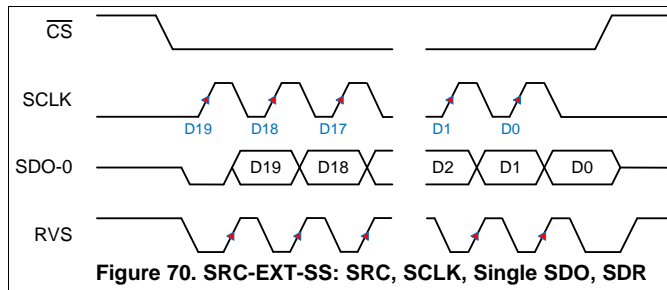 CS
SCLK
D19 D18 D17 D1 D0
SDO-0 D19 D18 D2 D1 D0
RVS
Figure 70. SRC-EXT-SS: SRC, SCLK, Single SDO, SDR